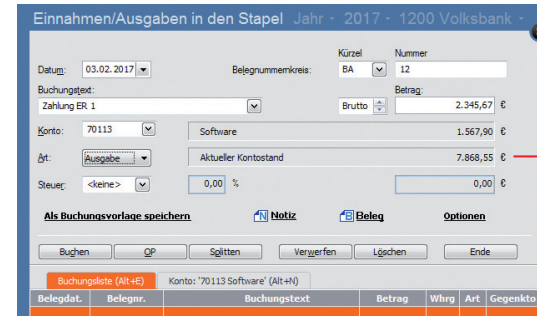 Einnahmen/Ausgaben in den Stapel Jahr - 2017 - 1200 Volksbank -
Kürzel Nummer
Datum: 03.02.2017 Belegnummernkreis: BA 12
Buchungstext: Betrag:
Zahlung ER 1 Brutto 2.345,67 €
Konto: 70113 Software 1.567,90 €
Art: Ausgabe Aktueller Kontostand 7.868,55 €
Steuer: <keine> 0,00 % 0,00 €
Als Buchungsvorlage speichern N Notiz B Beleg Optionen
Buchen OP Splitten Verwerfen Löschen Ende
Buchungsliste (Alt+E) Konto: '70113 Software' (Alt+N)
Belegdat. Belegnr. Buchungstext Betrag Whrg Art Gegenkto